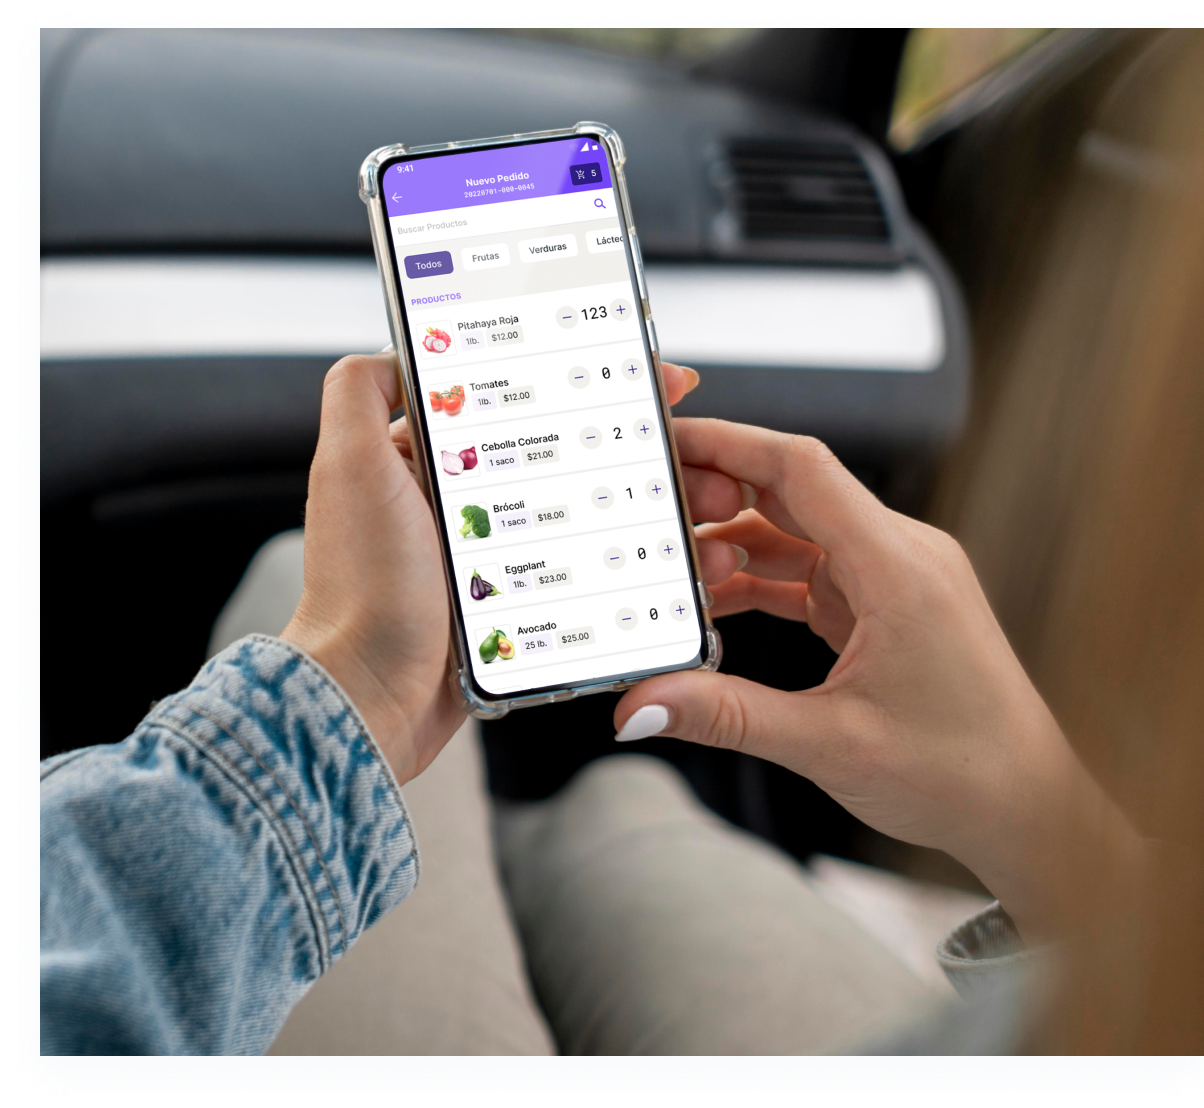 9:41
Nuevo Pedido
20220701-000-0045
5
Buscar Productos
Todos Frutas Verduras Lácteo
PRODUCTOS
Pitahaya Roja
1lb. $12.00
123
Tomates
1lb. $12.00
0
Cebolla Colorada
1 saco $21.00
2
Brócoli
1 saco $18.00
1
Eggplant
1lb. $23.00
0
Avocado
25 lb. $25.00
0